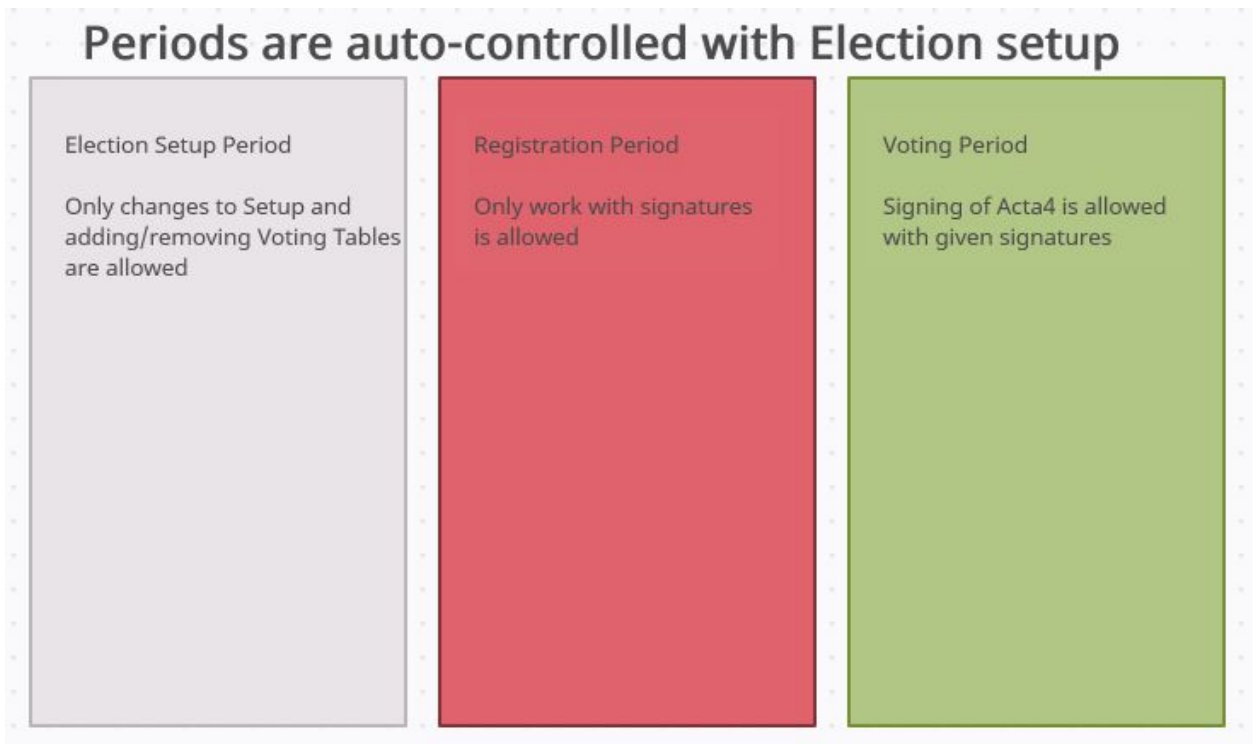 Periods are auto-controlled with Election setup
Election Setup Period
Only changes to Setup and
adding/removing Voting Tables
are allowed
Registration Period
Only work with signatures
is allowed
Voting Period
Signing of Acta4 is allowed
with given signatures